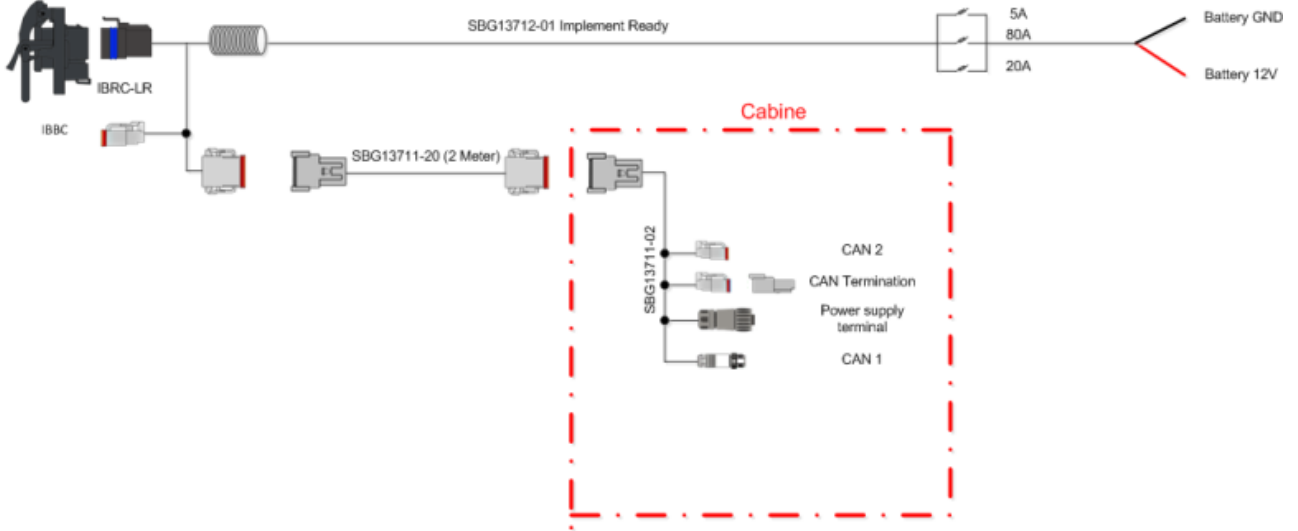 SBG13712-01 Implement Ready
5A
80A
20A
Battery GND
Battery 12V
IBRC-LR
IBBC
Cabine
SBG13711-20 (2 Meter)
SBG13711-02
CAN 2
CAN Termination
Power supply
terminal
CAN 1